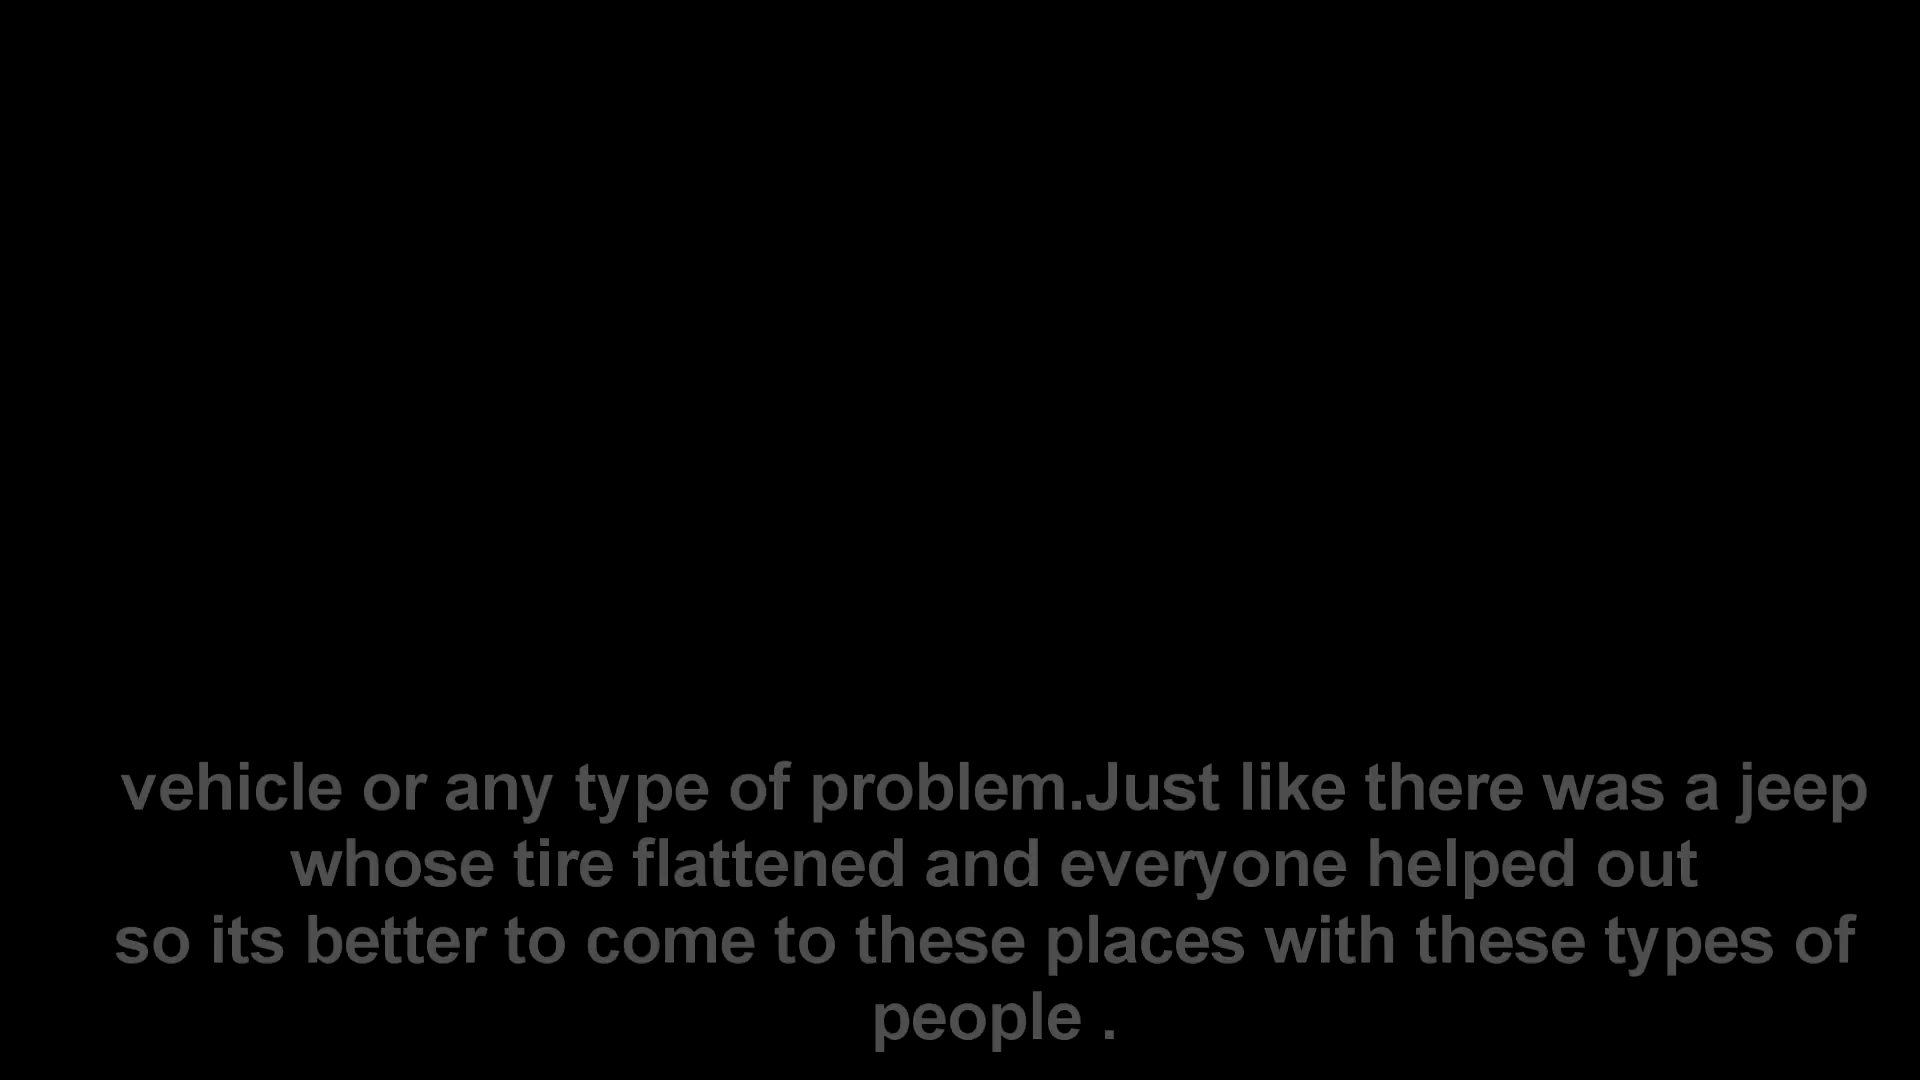 vehicle or any type of problem.Just like there was a jeep
whose tire flattened and everyone helped out
so its better to come to these places with these types of
people .